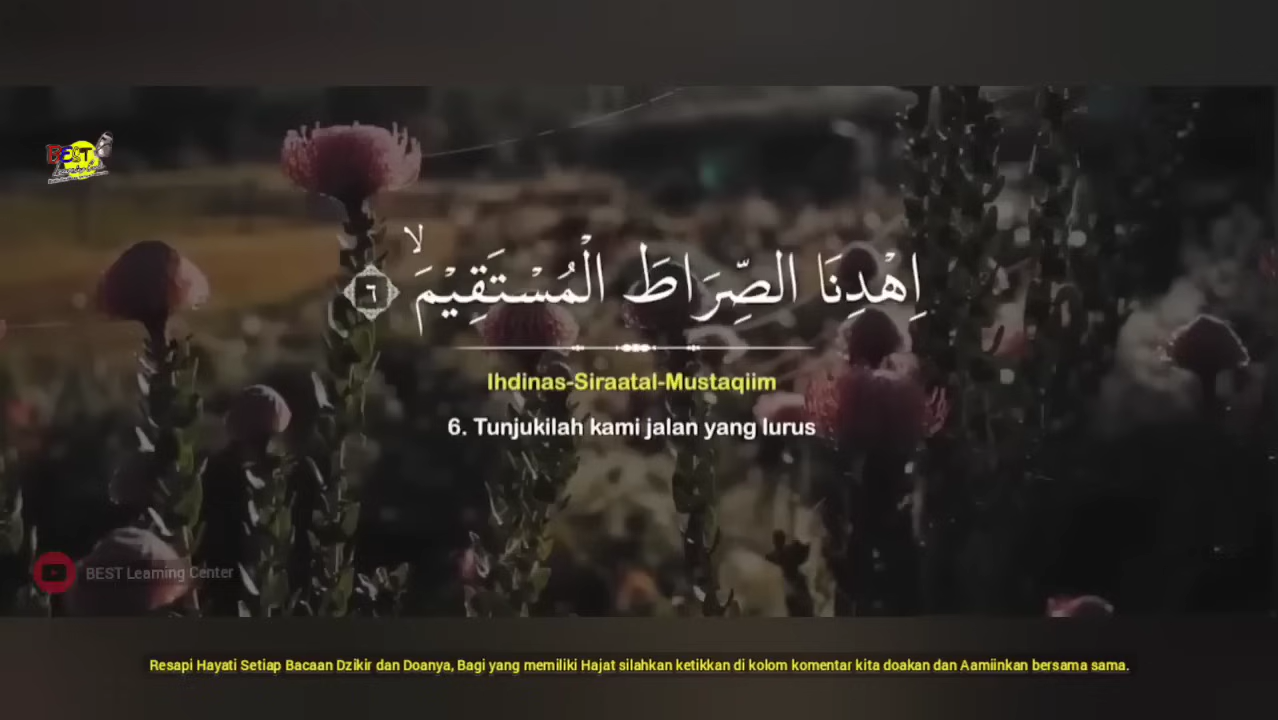 BEST
اِهْدِنَا الصِّرَاطَ الْمُسْتَقِيْمَۙ ٦
Ihdinas-Siraatal-Mustaqiim
6. Tunjukilah kami jalan yang lurus
BEST Learning Center
Resapi Hayati Setiap Bacaan Dzikir dan Doanya, Bagi yang memiliki Hajat silahkan ketikkan di kolom komentar kita doakan dan Aamiinkan bersama sama.